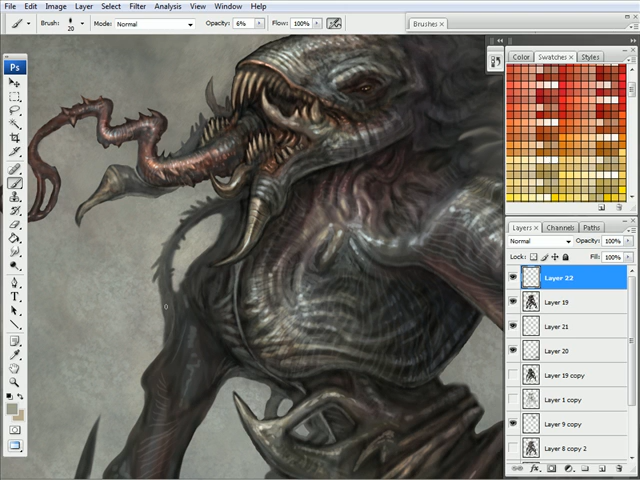 File Edit Image Layer Select Filter Analysis View Window Help
Brush: 20 Mode: Normal Opacity: 6% Flow: 100% Brushes ×
Ps
Color Swatches × Styles
T
Layers × Channels Paths
Normal Opacity: 100%
Lock: Fill: 100%
Layer 22
Layer 19
Layer 21
Layer 20
Layer 19 copy
Layer 1 copy
Layer 9 copy
Layer 8 copy 2
fx